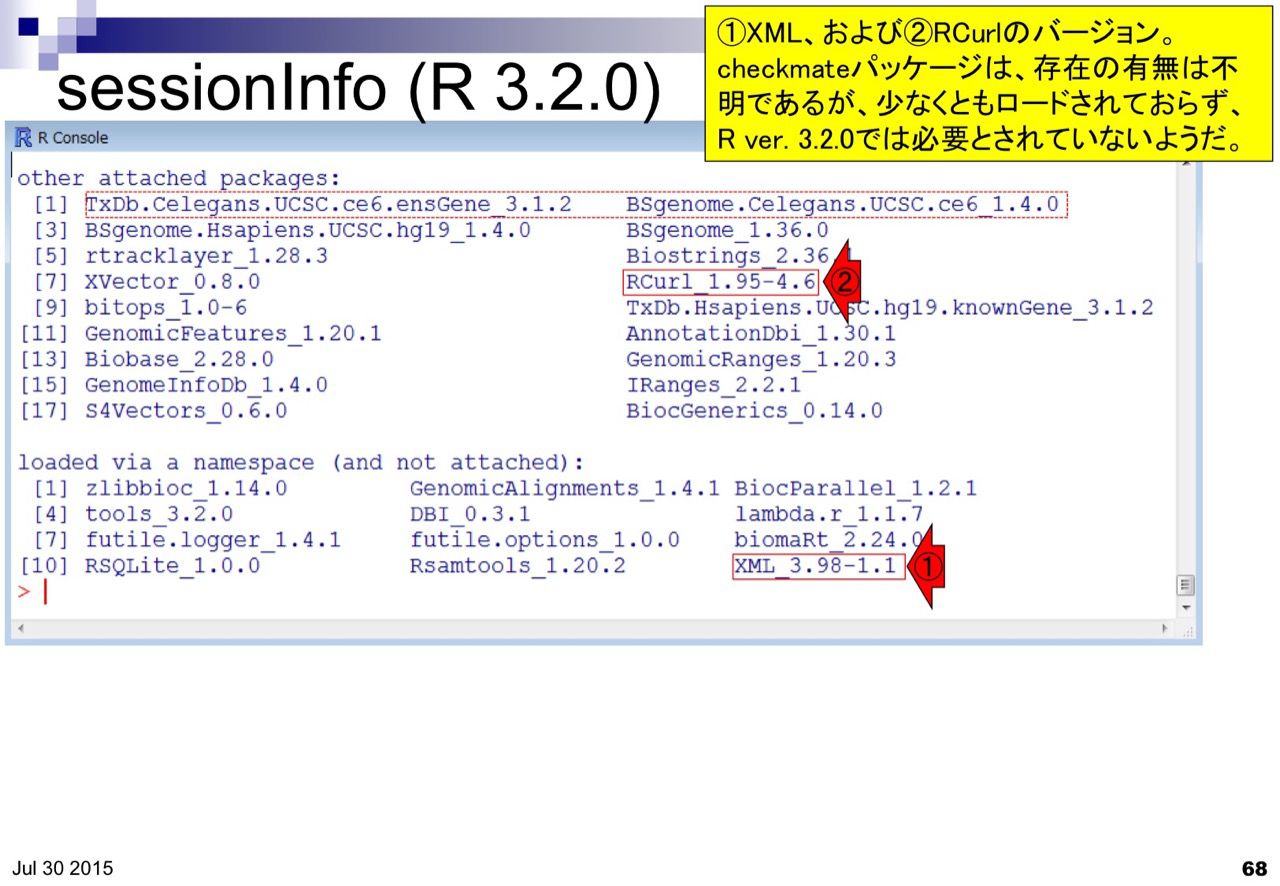 ①XML、および②RCurlのバージョン。
checkmateパッケージは、存在の有無は不
明であるが、少なくともロードされておらず、
R ver. 3.2.0では必要とされていないようだ。
sessionInfo (R 3.2.0)
R Console
other attached packages:
[1] TxDb.Celegans.UCSC.ce6.ensGene_3.1.2 BSgenome.Celegans.UCSC.ce6_1.4.0
[3] BSgenome.Hsapiens.UCSC.hg19_1.4.0 BSgenome_1.36.0
[5] rtracklayer_1.28.3 Biostrings_2.36.1
[7] XVector_0.8.0 RCurl_1.95-4.6 ②
[9] bitops_1.0-6 TxDb.Hsapiens.UCSC.hg19.knownGene_3.1.2
[11] GenomicFeatures_1.20.1 AnnotationDbi_1.30.1
[13] Biobase_2.28.0 GenomicRanges_1.20.3
[15] GenomeInfoDb_1.4.0 IRanges_2.2.1
[17] S4Vectors_0.6.0 BiocGenerics_0.14.0
loaded via a namespace (and not attached):
[1] zlibbioc_1.14.0 GenomicAlignments_1.4.1 BiocParallel_1.2.1
[4] tools_3.2.0 DBI_0.3.1 lambda.r_1.1.7
[7] futile.logger_1.4.1 futile.options_1.0.0 biomaRt_2.24.0
[10] RSQLite_1.0.0 Rsamtools_1.20.2 XML_3.98-1.1 ①
>
Jul 30 2015
68